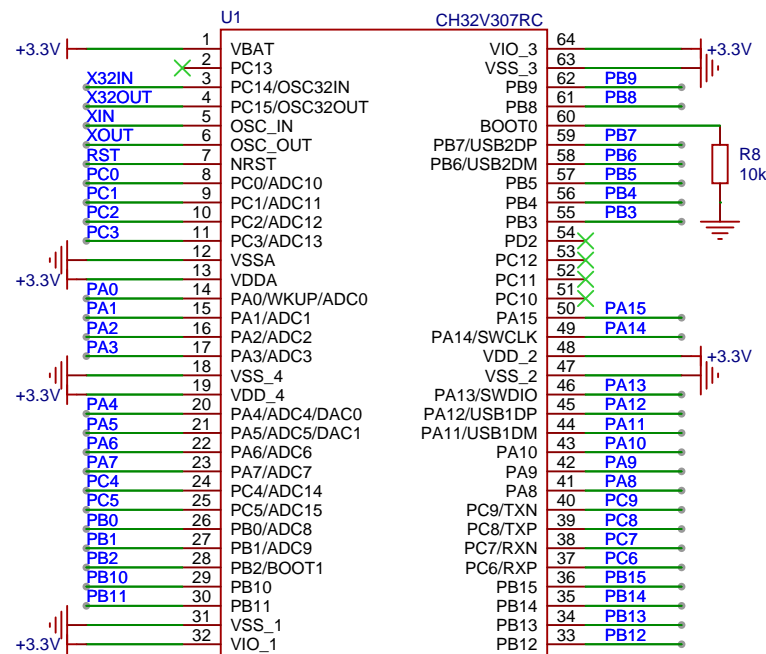 U1 CH32V307RC
+3.3V 1 VBAT VIO_3 64 +3.3V
2 PC13 VSS_3 63
X32IN 3 PC14/OSC32IN PB9 62 PB9
X32OUT 4 PC15/OSC32OUT PB8 61 PB8
XIN 5 OSC_IN BOOT0 60
XOUT 6 OSC_OUT PB7/USB2DP 59 PB7
RST 7 NRST PB6/USB2DM 58 PB6 R8
PC0 8 PC0/ADC10 PB5 57 PB5 10k
PC1 9 PC1/ADC11 PB4 56 PB4
PC2 10 PC2/ADC12 PB3 55 PB3
PC3 11 PC3/ADC13 PD2 54
12 VSSA PC12 53
+3.3V 13 VDDA PC11 52
PA0 14 PA0/WKUP/ADC0 PC10 51
PA1 15 PA1/ADC1 PA15 50 PA15
PA2 16 PA2/ADC2 PA14/SWCLK 49 PA14
PA3 17 PA3/ADC3 VDD_2 48 +3.3V
18 VSS_4 VSS_2 47
+3.3V 19 VDD_4 PA13/SWDIO 46 PA13
PA4 20 PA4/ADC4/DAC0 PA12/USB1DP 45 PA12
PA5 21 PA5/ADC5/DAC1 PA11/USB1DM 44 PA11
PA6 22 PA6/ADC6 PA10 43 PA10
PA7 23 PA7/ADC7 PA9 42 PA9
PC4 24 PC4/ADC14 PA8 41 PA8
PC5 25 PC5/ADC15 PC9/TXN 40 PC9
PB0 26 PB0/ADC8 PC8/TXP 39 PC8
PB1 27 PB1/ADC9 PC7/RXN 38 PC7
PB2 28 PB2/BOOT1 PC6/RXP 37 PC6
PB10 29 PB10 PB15 36 PB15
PB11 30 PB11 PB14 35 PB14
31 VSS_1 PB13 34 PB13
+3.3V 32 VIO_1 PB12 33 PB12